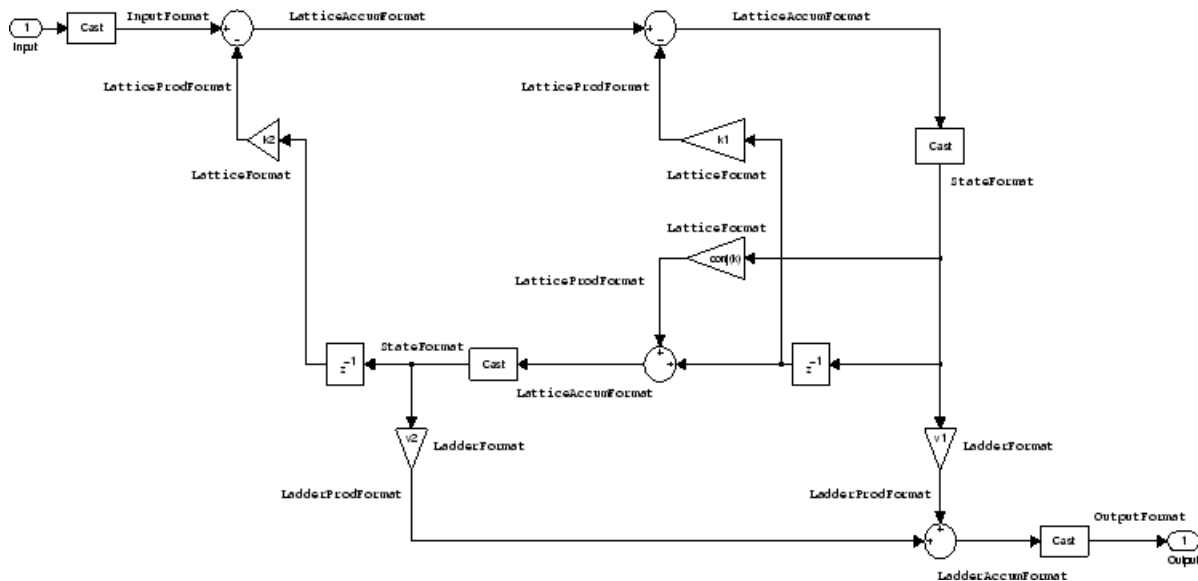 InputFormat
LatticeAccumFormat
LatticeAccumFormat
1
Input
Cast
+
-
+
-
LatticeProdFormat
LatticeProdFormat
k2
k1
Cast
LatticeFormat
LatticeFormat
StateFormat
LatticeFormat
conj(k)
LatticeProdFormat
StateFormat
z⁻¹
Cast
+
+
z⁻¹
LatticeAccumFormat
v2
LadderFormat
v1
LadderFormat
LadderProdFormat
LadderProdFormat
OutputFormat
+
+
Cast
1
Output
LadderAccumFormat